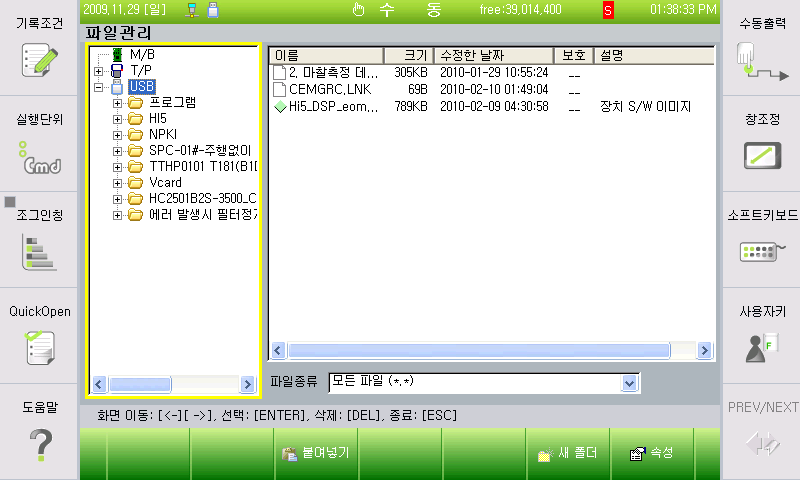 기록조건
2009.11.29 [일]
수 동
free:39,014,400
S
01:38:33 PM
수동출력
파일관리
M/B
T/P
USB
프로그램
HI5
NPKI
SPC-01#-주행없이
TTHP0101 T181(B1D
Vcard
HC2501B2S-3500_C
에러 발생시 필터정지
이름 크기 수정한 날짜 보호 설명
2. 마찰측정 데... 305KB 2010-01-29 10:55:24 __
CEMGRC.LNK 69B 2010-02-10 01:49:04 __
Hi5_DSP_eom... 789KB 2010-02-09 04:30:58 __ 장치 S/W 이미지
실행단위
Cmd
조그인칭
QuickOpen
도움말
?
창조정
소프트키보드
사용자키
F
PREV/NEXT
파일종류 모든 파일 (*.*)
화면 이동: [<-][ ->], 선택: [ENTER], 삭제: [DEL], 종료: [ESC]
붙여넣기
새 폴더
속성